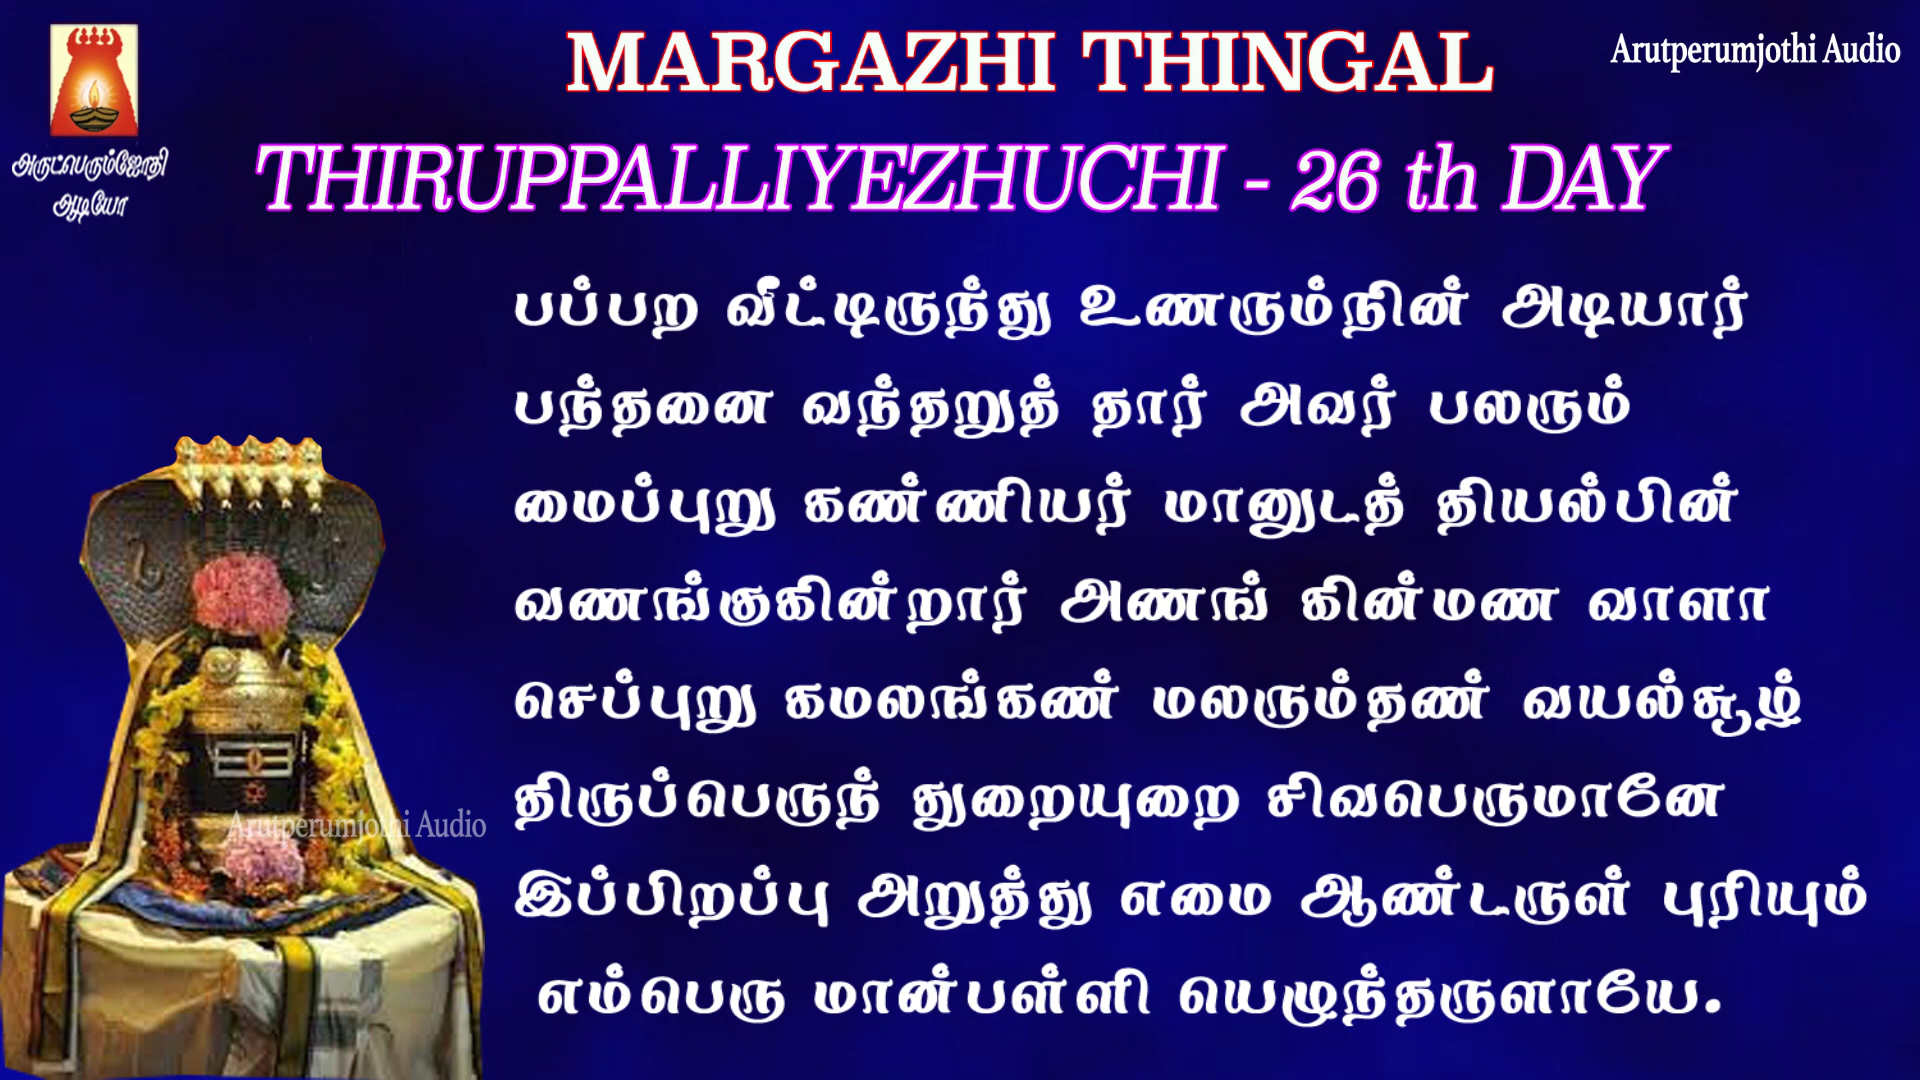 MARGAZHI THINGAL
Arutperumjothi Audio
அருட்பெரும்ஜோதி
ஆடியோ
THIRUPPALLIYEZHUCHI - 26 th DAY
பப்பற வீட்டிருந்து உணரும்நின் அடியார்
பந்தனை வந்தறுத் தார் அவர் பலரும்
மைப்புறு கண்ணியர் மானுடத் தியல்பின்
வணங்குகின்றார் அணங் கின்மண வாளா
செப்புறு கமலங்கண் மலரும்தண் வயல்சூழ்
திருப்பெருந் துறையுறை சிவபெருமானே
இப்பிறப்பு அறுத்து எமை ஆண்டருள் புரியும்
எம்பெரு மான்பள்ளி யெழுந்தருளாயே.
Arutperumjothi Audio